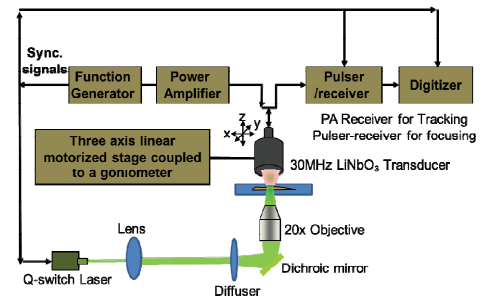 Sync.
signals
Function
Generator
Power
Amplifier
Pulser
/receiver
Digitizer
PA Receiver for Tracking
Pulser-receiver for focusing
z
x
y
Three axis linear
motorized stage coupled
to a goniometer
30MHz LiNbO₃ Transducer
20x Objective
Lens
Dichroic mirror
Q-switch Laser
Diffuser